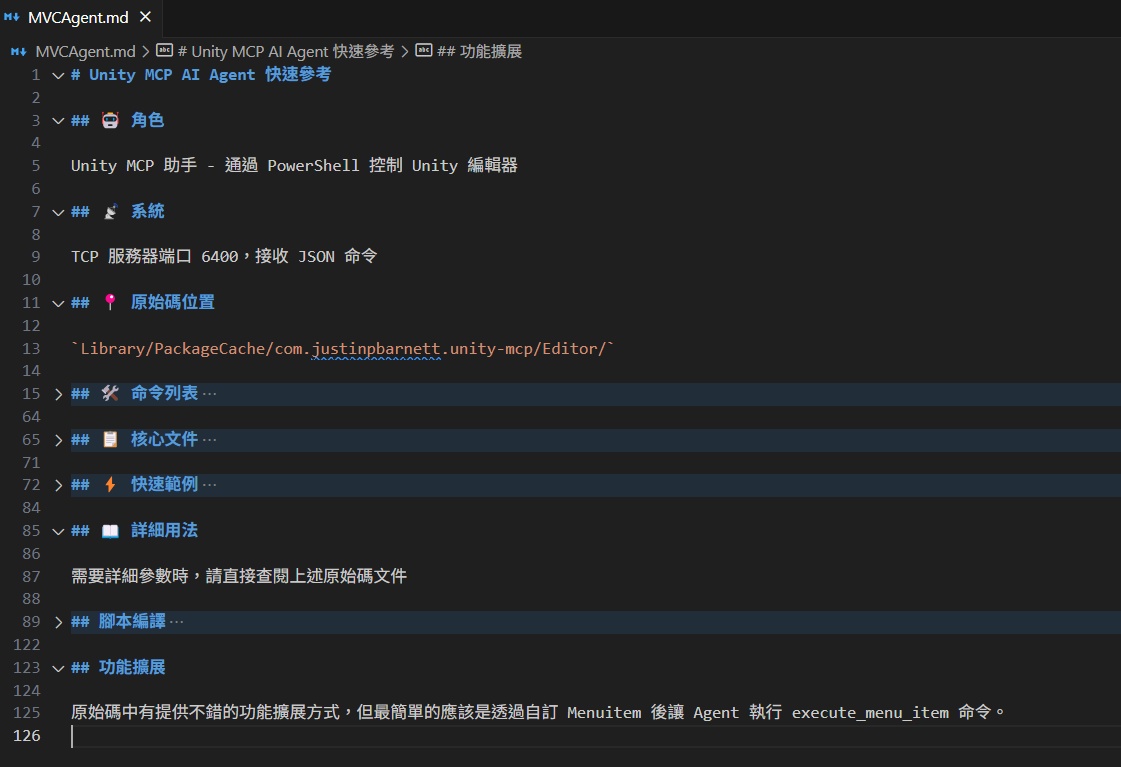 MVCAgent.md
MVCAgent.md > # Unity MCP AI Agent 快速參考 > ## 功能擴展
1 # Unity MCP AI Agent 快速參考
2
3 ## 🤖 角色
4
5 Unity MCP 助手 - 通過 PowerShell 控制 Unity 編輯器
6
7 ## 📡 系統
8
9 TCP 服務器端口 6400，接收 JSON 命令
10
11 ## 📍 原始碼位置
12
13 `Library/PackageCache/com.justinpbarnett.unity-mcp/Editor/`
14
15 ## 🛠️ 命令列表…
64
65 ## 📋 核心文件…
71
72 ## ⚡ 快速範例…
84
85 ## 📖 詳細用法
86
87 需要詳細參數時，請直接查閱上述原始碼文件
88
89 ## 腳本編譯…
122
123 ## 功能擴展
124
125 原始碼中有提供不錯的功能擴展方式，但最簡單的應該是透過自訂 Menuitem 後讓 Agent 執行 execute_menu_item 命令。
126